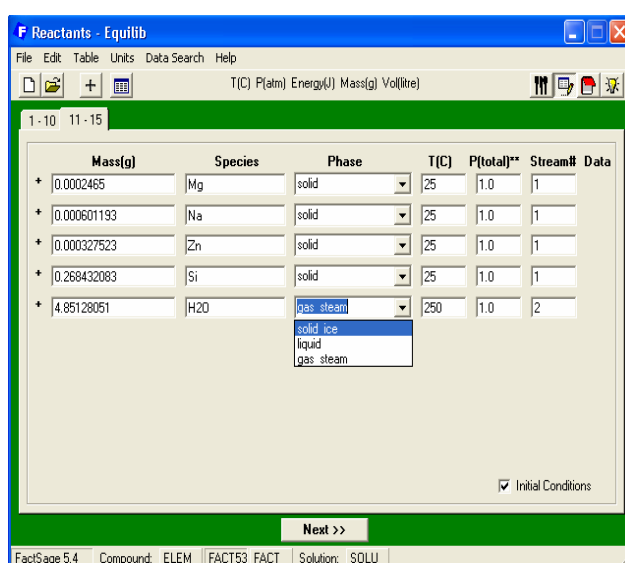 F Reactants - Equilib
File Edit Table Units Data Search Help
T(C) P(atm) Energy(J) Mass(g) Vol(litre)
1 - 10 11 - 15
Mass(g) Species Phase T(C) P(total)** Stream# Data
+ 0.0002465 Mg solid 25 1.0 1
+ 0.000601193 Na solid 25 1.0 1
+ 0.000327523 Zn solid 25 1.0 1
+ 0.268432083 Si solid 25 1.0 1
+ 4.85128051 H2O gas steam 250 1.0 2
solid ice
liquid
gas steam
Initial Conditions
Next >>
FactSage 5.4 Compound: ELEM FACT53 FACT Solution: SOLU